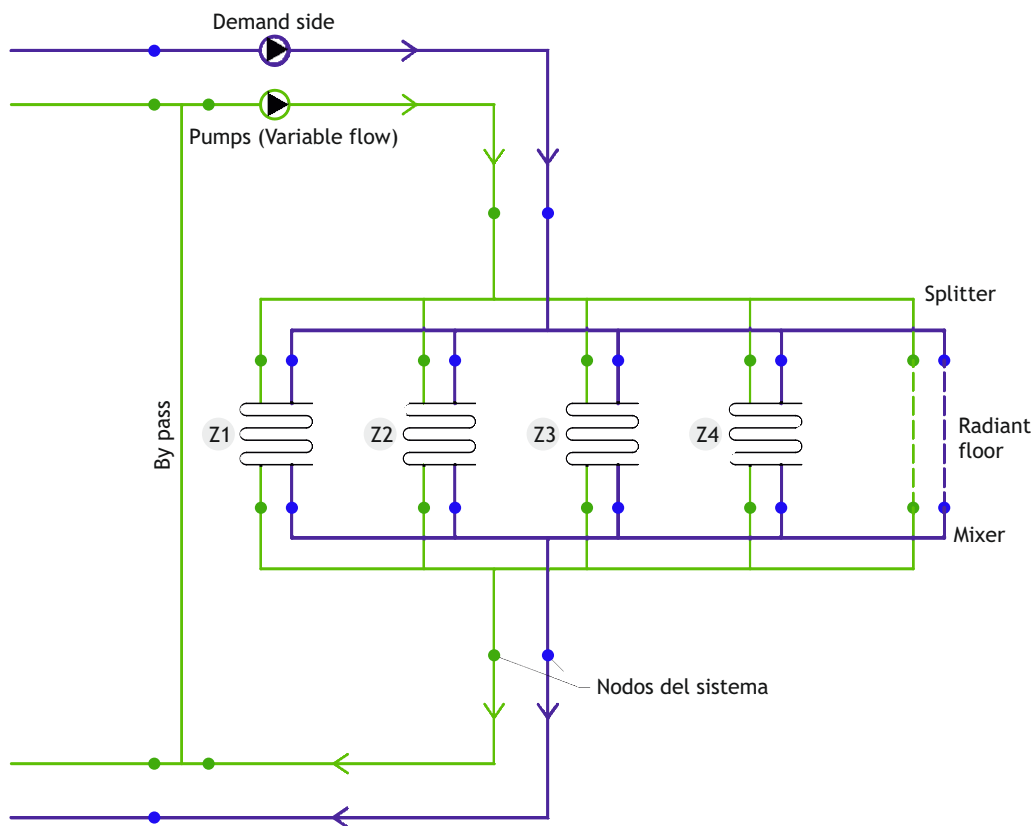 Demand side
Pumps (Variable flow)
Splitter
By pass
Z1
Z2
Z3
Z4
Radiant
floor
Mixer
Nodos del sistema